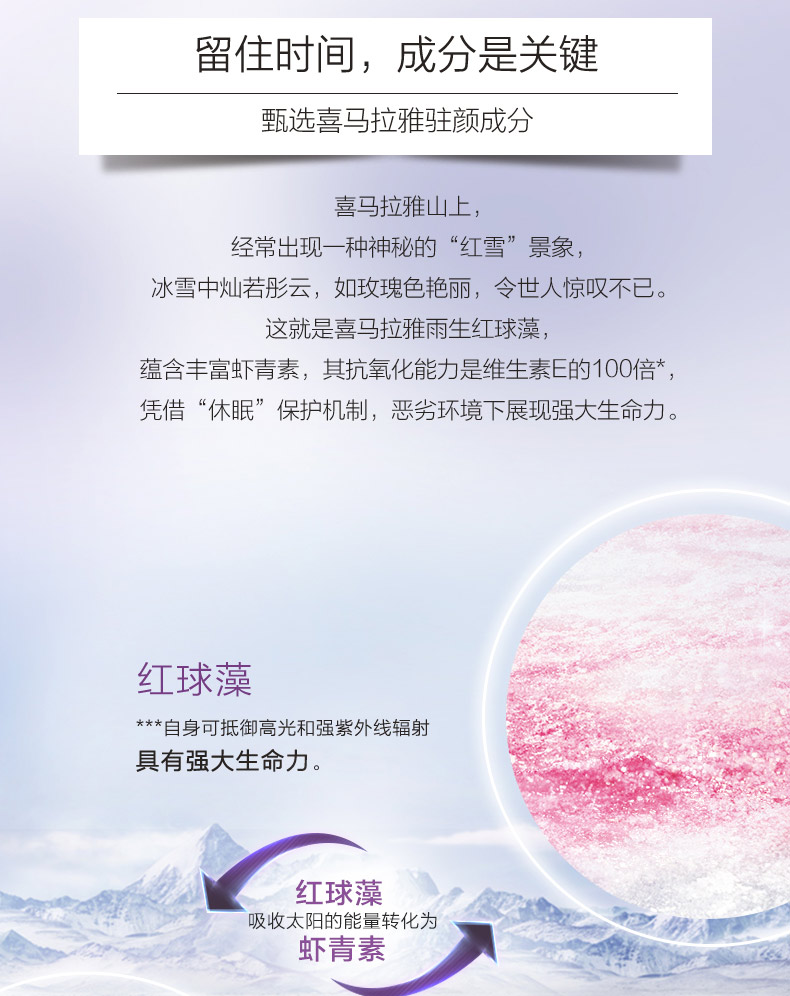 留住时间，成分是关键
甄选喜马拉雅驻颜成分
喜马拉雅山上，
经常出现一种神秘的“红雪”景象，
冰雪中灿若彤云，如玫瑰色艳丽，令世人惊叹不已。
这就是喜马拉雅雨生红球藻，
蕴含丰富虾青素，其抗氧化能力是维生素E的100倍*，
凭借“休眠”保护机制，恶劣环境下展现强大生命力。
红球藻
***自身可抵御高光和强紫外线辐射
具有强大生命力。
红球藻
吸收太阳的能量转化为
虾青素